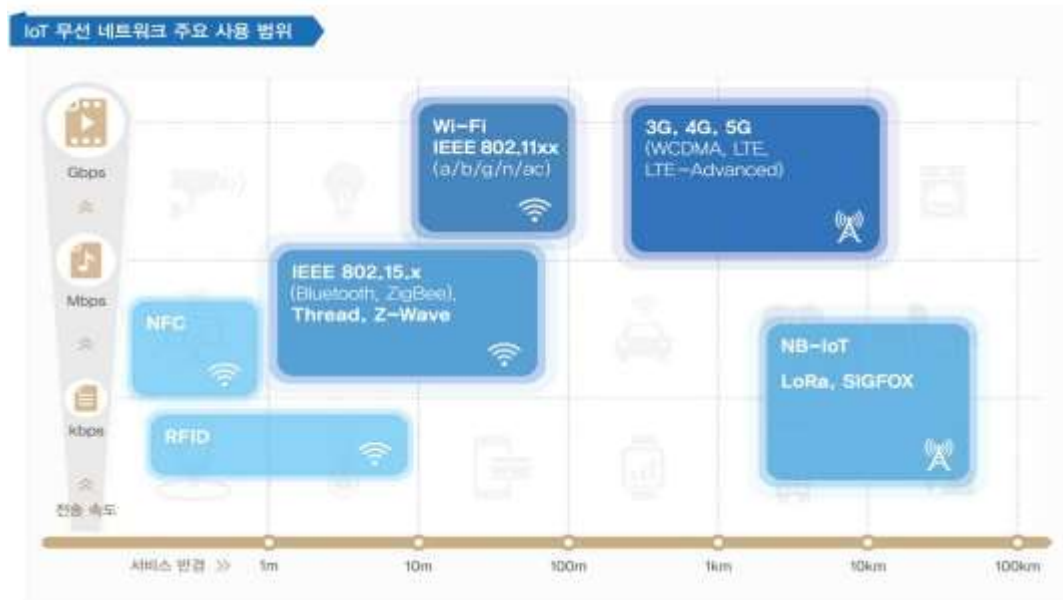 IoT 무선 네트워크 주요 사용 범위
Gbps
Mbps
kbps
전송 속도
Wi-Fi
IEEE 802.11xx
(a/b/g/n/ac)
3G, 4G, 5G
(WCDMA, LTE,
LTE-Advanced)
IEEE 802.15.x
(Bluetooth, ZigBee),
Thread, Z-Wave
NFC
NB-IoT
LoRa, SIGFOX
RFID
서비스 반경
1m
10m
100m
1km
10km
100km